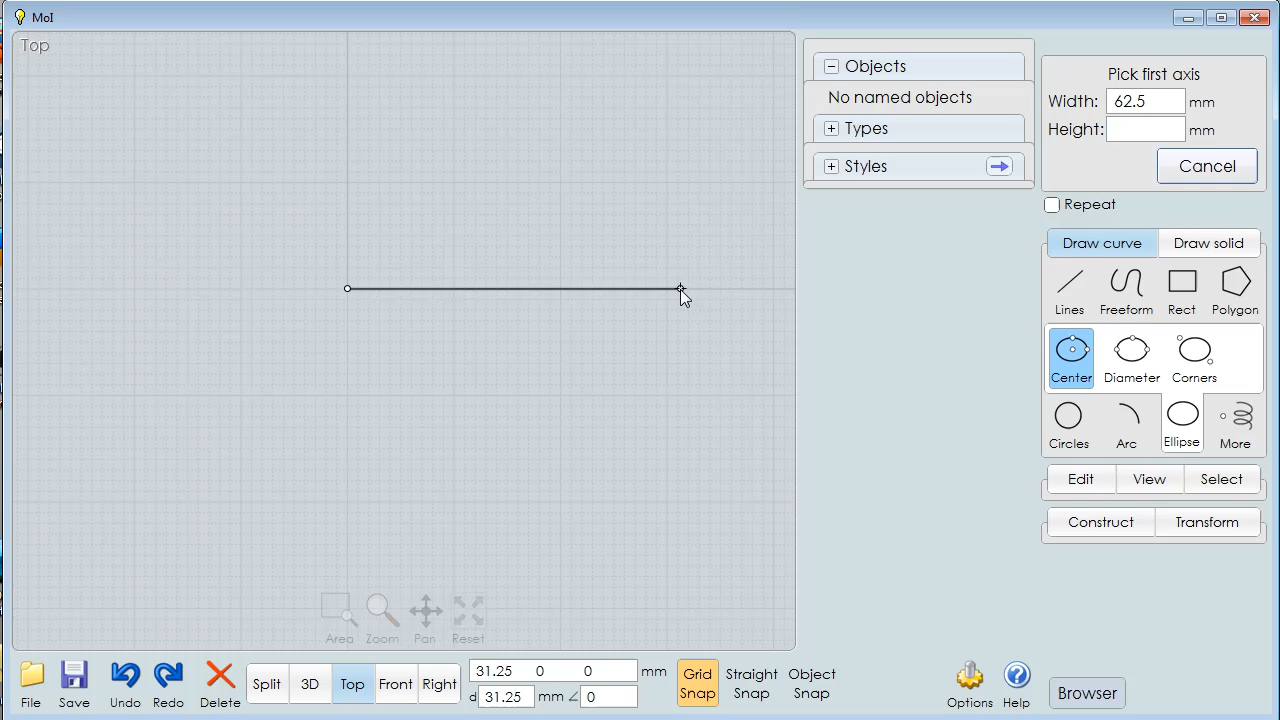 MoI
Top
Objects
No named objects
Types
Styles
Pick first axis
Width: 62.5 mm
Height: mm
Cancel
Repeat
Draw curve Draw solid
Lines Freeform Rect Polygon
Center Diameter Corners
Circles Arc Ellipse More
Edit View Select
Construct Transform
Area Zoom Pan Reset
File Save Undo Redo Delete
Split 3D Top Front Right
31.25 0 0 mm
d 31.25 mm ∠ 0
Grid Snap
Straight Snap
Object Snap
Options Help
Browser